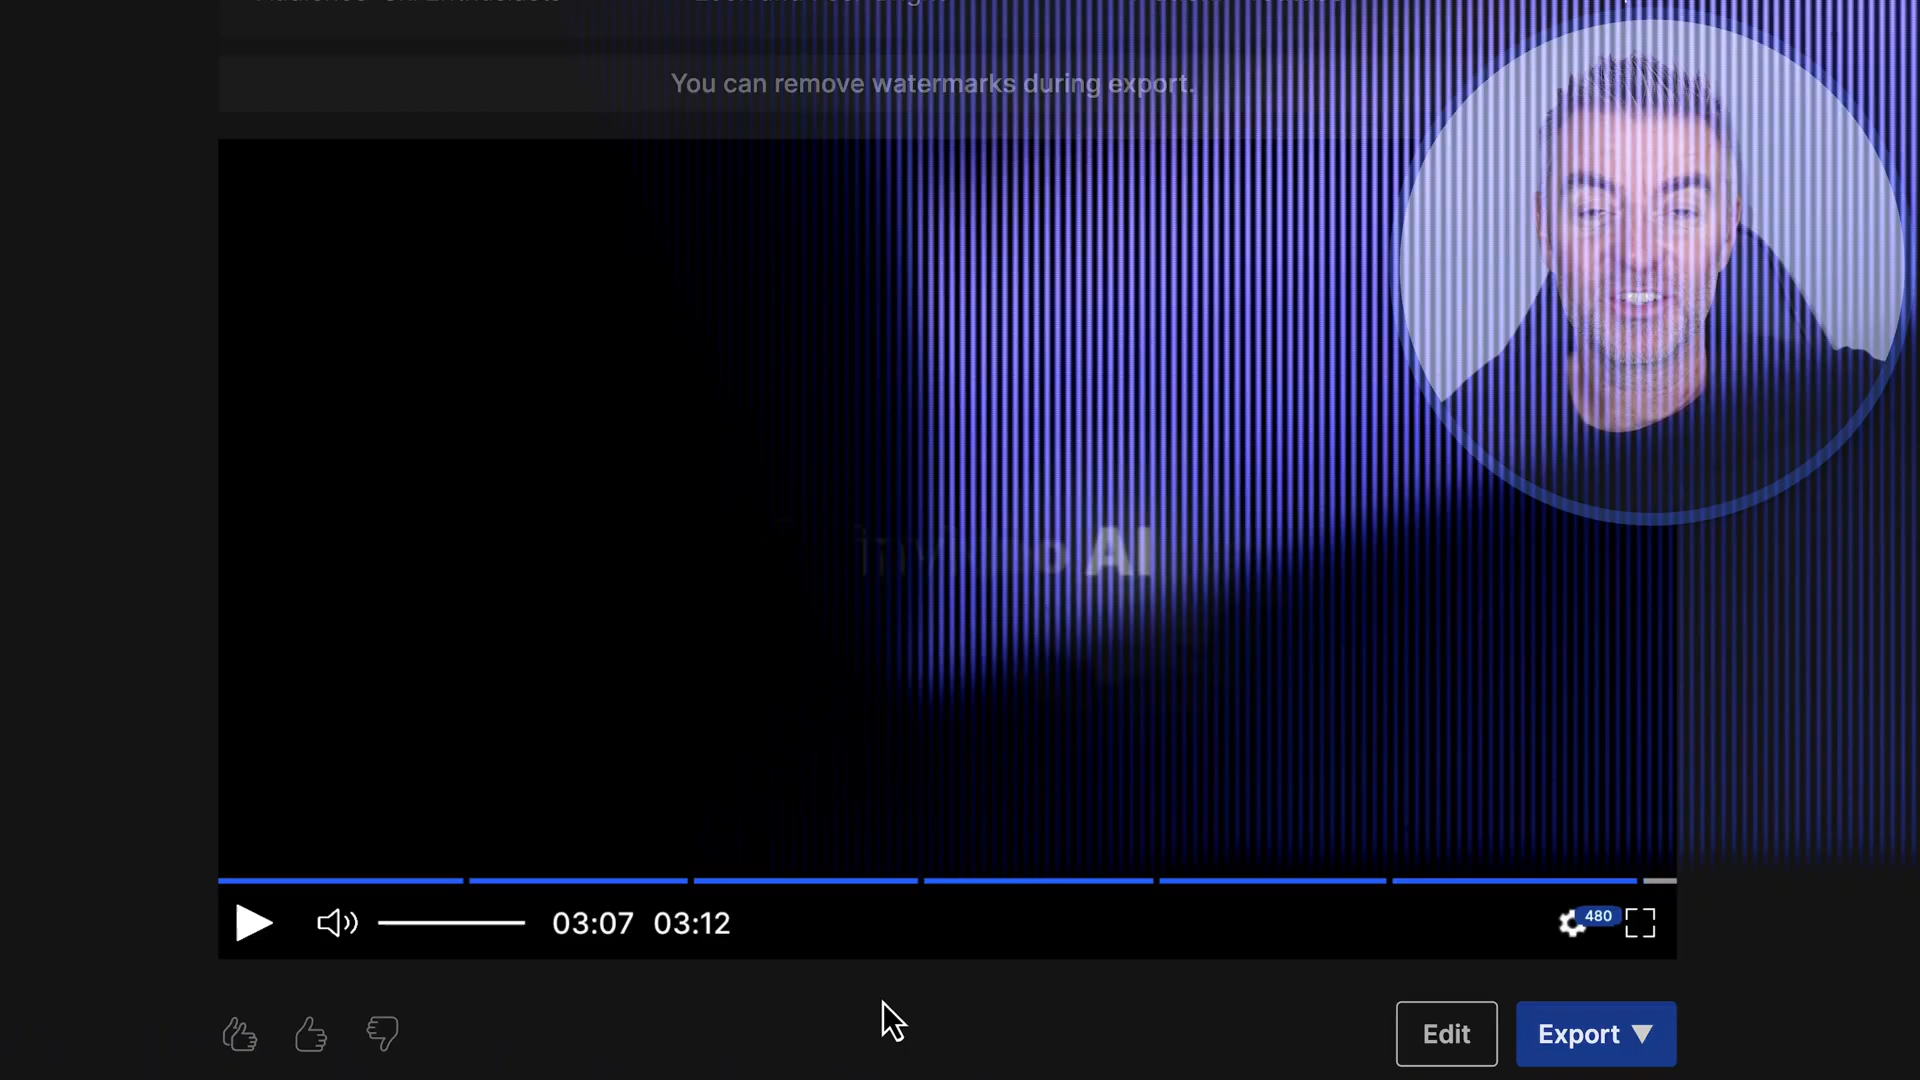 You can remove watermarks during export.
AI
03:07 03:12
480
Edit
Export